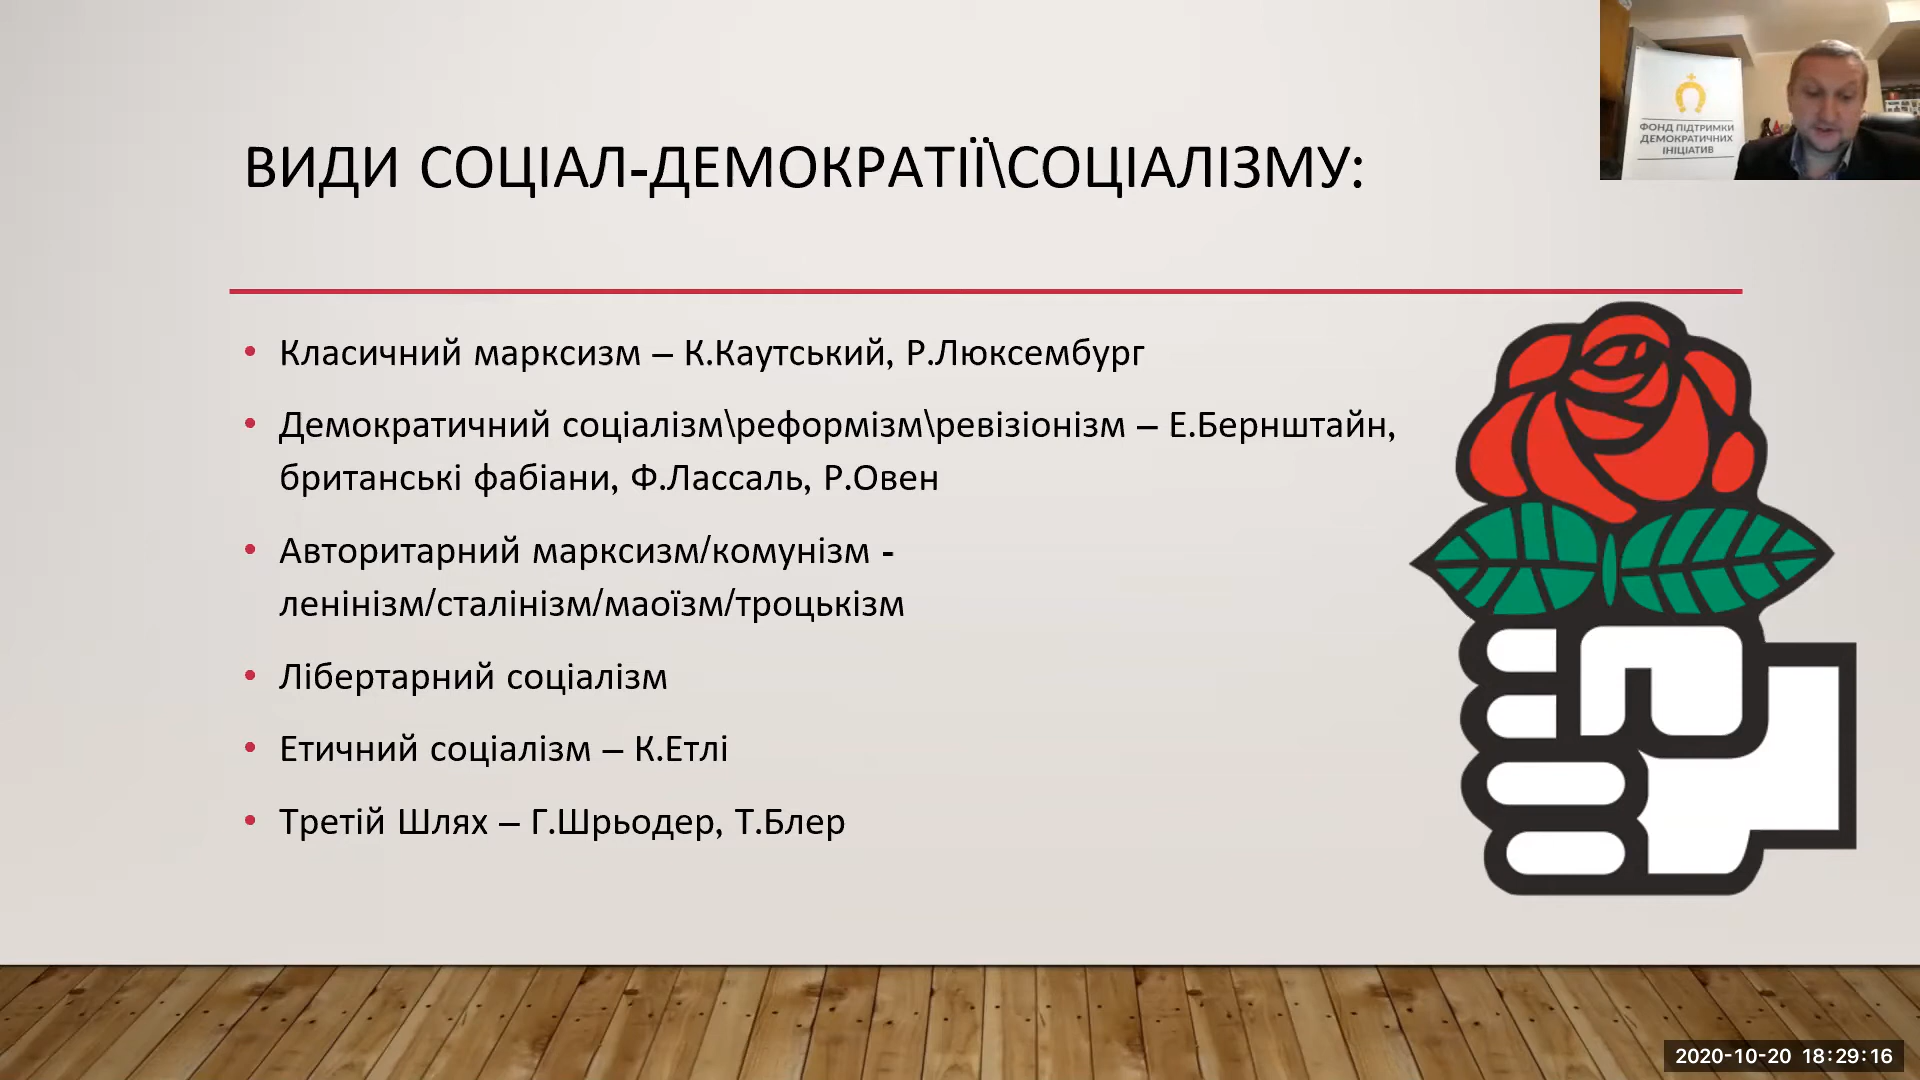 ВИДИ СОЦІАЛ-ДЕМОКРАТІЇ\СОЦІАЛІЗМУ:
ФОНД ПІДТРИМКИ
ДЕМОКРАТИЧНИХ
ІНІЦІАТИВ
• Класичний марксизм – К.Каутський, Р.Люксембург
• Демократичний соціалізм\реформізм\ревізіонізм – Е.Бернштайн,
британські фабіани, Ф.Лассаль, Р.Овен
• Авторитарний марксизм/комунізм -
ленінізм/сталінізм/маоїзм/троцькізм
• Лібертарний соціалізм
• Етичний соціалізм – К.Етлі
• Третій Шлях – Г.Шрьодер, Т.Блер
2020-10-20 18:29:16